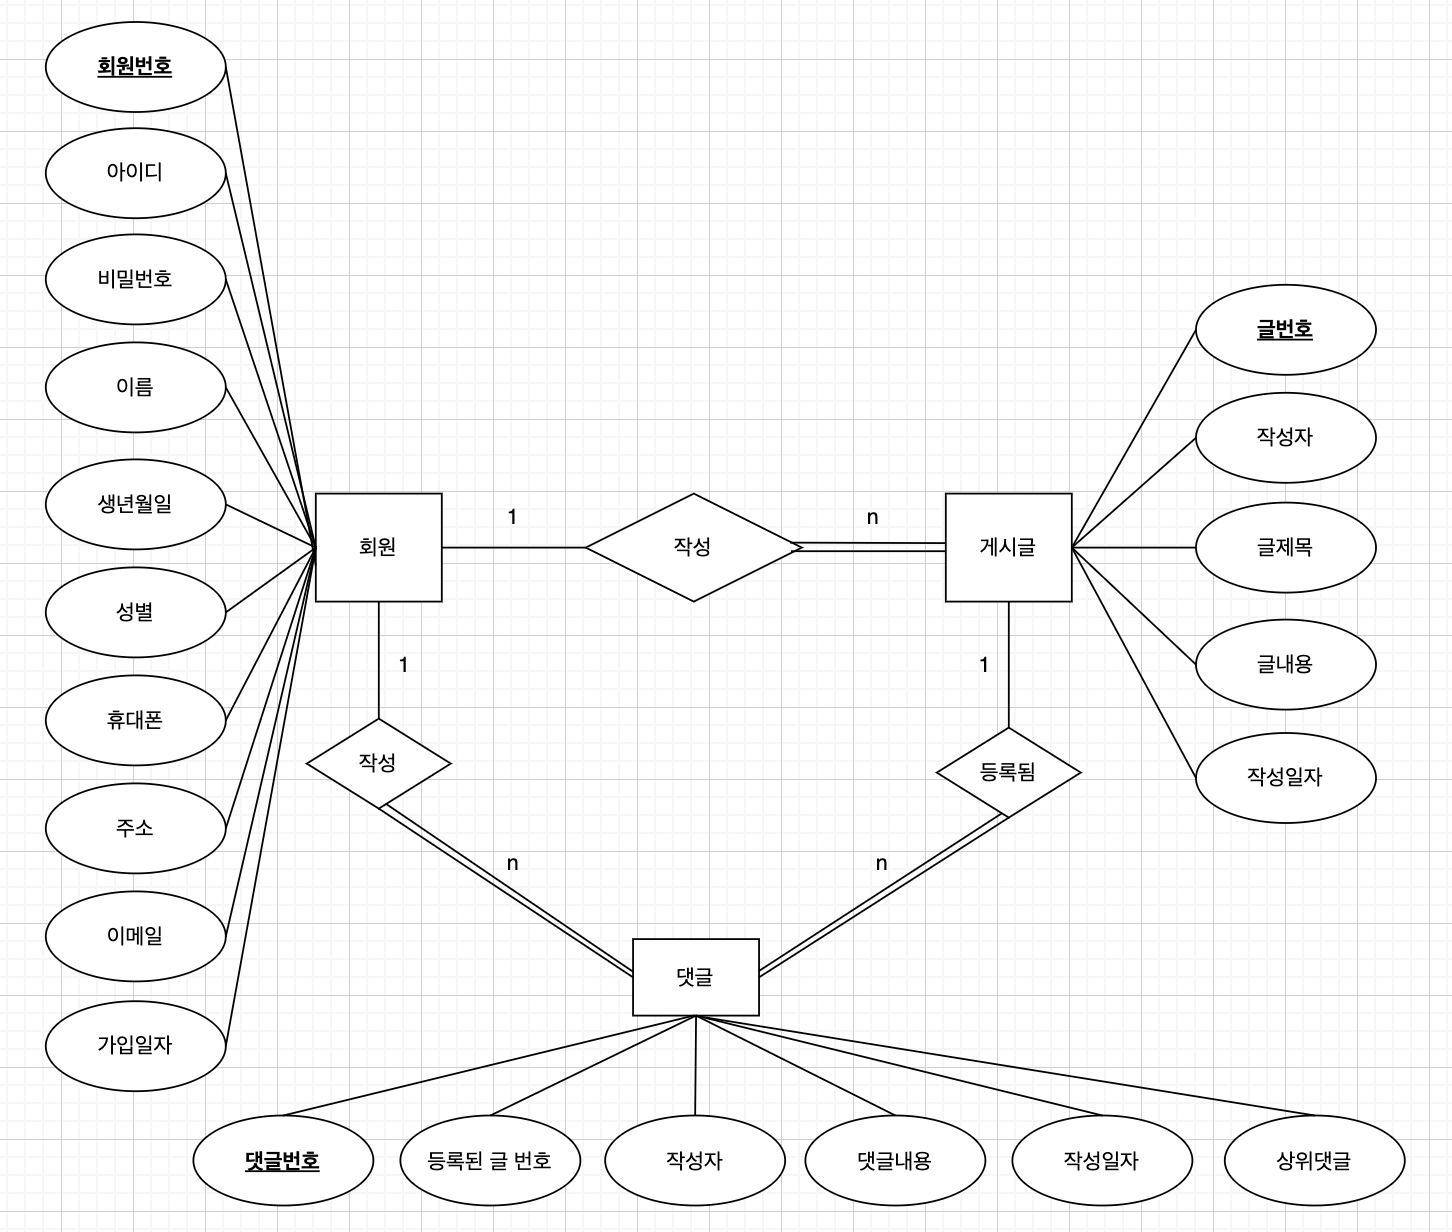 회원번호
아이디
비밀번호
이름
생년월일
성별
휴대폰
주소
이메일
가입일자
회원
1
작성
n
게시글
글번호
작성자
글제목
글내용
작성일자
1
작성
n
1
등록됨
n
댓글
댓글번호
등록된 글 번호
작성자
댓글내용
작성일자
상위댓글